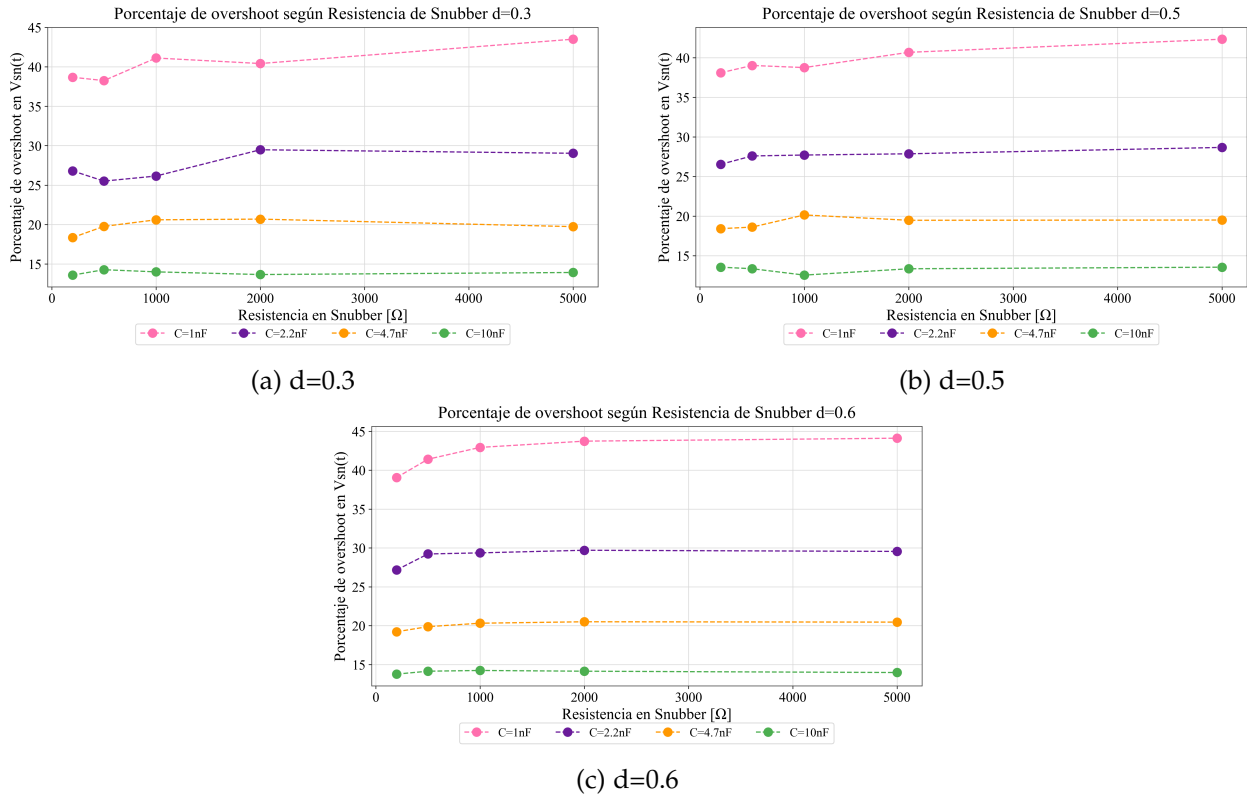 Porcentaje de overshoot según Resistencia de Snubber d=0.3
Porcentaje de overshoot en Vsn(t)
45
40
35
30
25
20
15
0 1000 2000 3000 4000 5000
Resistencia en Snubber [Ω]
C=1nF C=2.2nF C=4.7nF C=10nF
(a) d=0.3
Porcentaje de overshoot según Resistencia de Snubber d=0.5
Porcentaje de overshoot en Vsn(t)
40
35
30
25
20
15
0 1000 2000 3000 4000 5000
Resistencia en Snubber [Ω]
C=1nF C=2.2nF C=4.7nF C=10nF
(b) d=0.5
Porcentaje de overshoot según Resistencia de Snubber d=0.6
Porcentaje de overshoot en Vsn(t)
45
40
35
30
25
20
15
0 1000 2000 3000 4000 5000
Resistencia en Snubber [Ω]
C=1nF C=2.2nF C=4.7nF C=10nF
(c) d=0.6